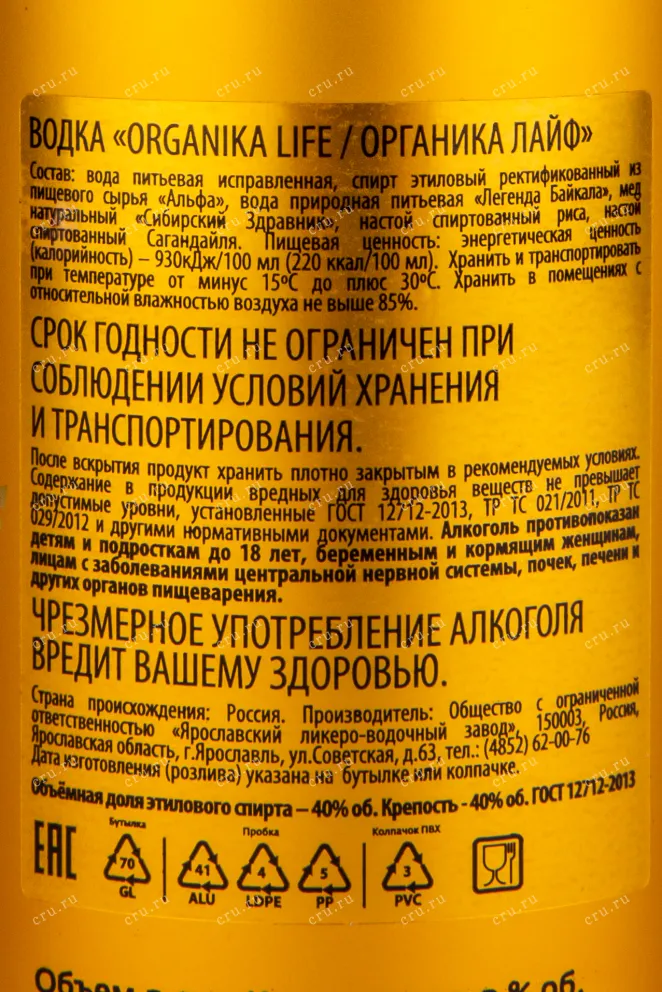 ВОДКА «ORGANIKA LIFE / ОРГАНИКА ЛАЙФ»
Состав: вода питьевая исправленная, спирт этиловый ректификованный из
пищевого сырья «Альфа», вода природная питьевая «Легенда Байкала», мед
натуральный «Сибирский Здравник», настой спиртованный риса, настой
спиртованный Сагандайля. Пищевая ценность: энергетическая ценность
(калорийность) – 930кДж/100 мл (220 ккал/100 мл). Хранить и транспортировать
при температуре от минус 15ºС до плюс 30ºС. Хранить в помещениях с
относительной влажностью воздуха не выше 85%.
СРОК ГОДНОСТИ НЕ ОГРАНИЧЕН ПРИ
СОБЛЮДЕНИИ УСЛОВИЙ ХРАНЕНИЯ
И ТРАНСПОРТИРОВАНИЯ.
После вскрытия продукт хранить плотно закрытым в рекомендуемых условиях.
Содержание в продукции вредных для здоровья веществ не превышает
допустимые уровни, установленные ГОСТ 12712-2013, ТР ТС 021/2011, ТР ТС
029/2012 и другими нормативными документами. Алкоголь противопоказан
детям и подросткам до 18 лет, беременным и кормящим женщинам,
лицам с заболеваниями центральной нервной системы, почек, печени и
других органов пищеварения.
ЧРЕЗМЕРНОЕ УПОТРЕБЛЕНИЕ АЛКОГОЛЯ
ВРЕДИТ ВАШЕМУ ЗДОРОВЬЮ.
Страна происхождения: Россия. Производитель: Общество с ограниченной
ответственностью «Ярославский ликеро-водочный завод», 150003, Россия,
Ярославская область, г.Ярославль, ул.Советская, д.63, тел.: (4852) 62-00-76
Дата изготовления (розлива) указана на бутылке или колпачке.
Объёмная доля этилового спирта – 40% об. Крепость - 40% об. ГОСТ 12712-2013
Бутылка Пробка Колпачок ПВХ
ЕАС 70 41 4 5 3
GL ALU LDPE PP PVC
Объем % об.